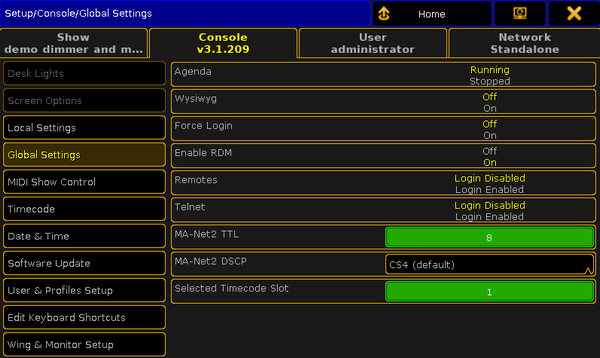 Setup/Console/Global Settings
Home
Show
demo dimmer and m...
Console
v3.1.209
User
administrator
Network
Standalone
Desk Lights
Screen Options
Local Settings
Global Settings
MIDI Show Control
Timecode
Date & Time
Software Update
User & Profiles Setup
Edit Keyboard Shortcuts
Wing & Monitor Setup
Agenda
Running
Stopped
Wysiwyg
Off
On
Force Login
Off
On
Enable RDM
Off
On
Remotes
Login Disabled
Login Enabled
Telnet
Login Disabled
Login Enabled
MA-Net2 TTL
8
MA-Net2 DSCP
CS4 (default)
Selected Timecode Slot
1